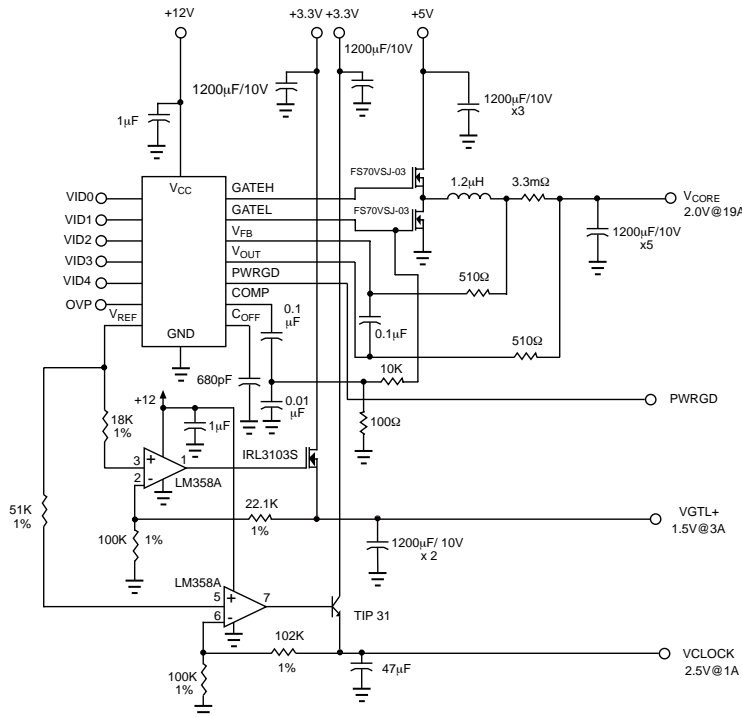 +12V
+3.3V +3.3V
+5V
1200µF/10V
1200µF/10V
1200µF/10V
x3
1µF
FS70VSJ-03
VCC
GATEH
1.2µH
3.3mΩ
VID0
VCORE
2.0V@19A
FS70VSJ-03
VID1
GATEL
VID2
VFB
1200µF/10V
x5
VID3
VOUT
VID4
PWRGD
510Ω
OVP
COMP
VREF
COFF
0.1
µF
0.1µF
GND
510Ω
10K
680pF
+12
0.01
µF
PWRGD
18K
1%
1µF
100Ω
IRL3103S
3
+
1
2
-
LM358A
51K
1%
22.1K
1%
VGTL+
1.5V@3A
100K
1%
1200µF/ 10V
x 2
LM358A
5
+
7
6
-
TIP 31
102K
1%
VCLOCK
2.5V@1A
100K
1%
47µF